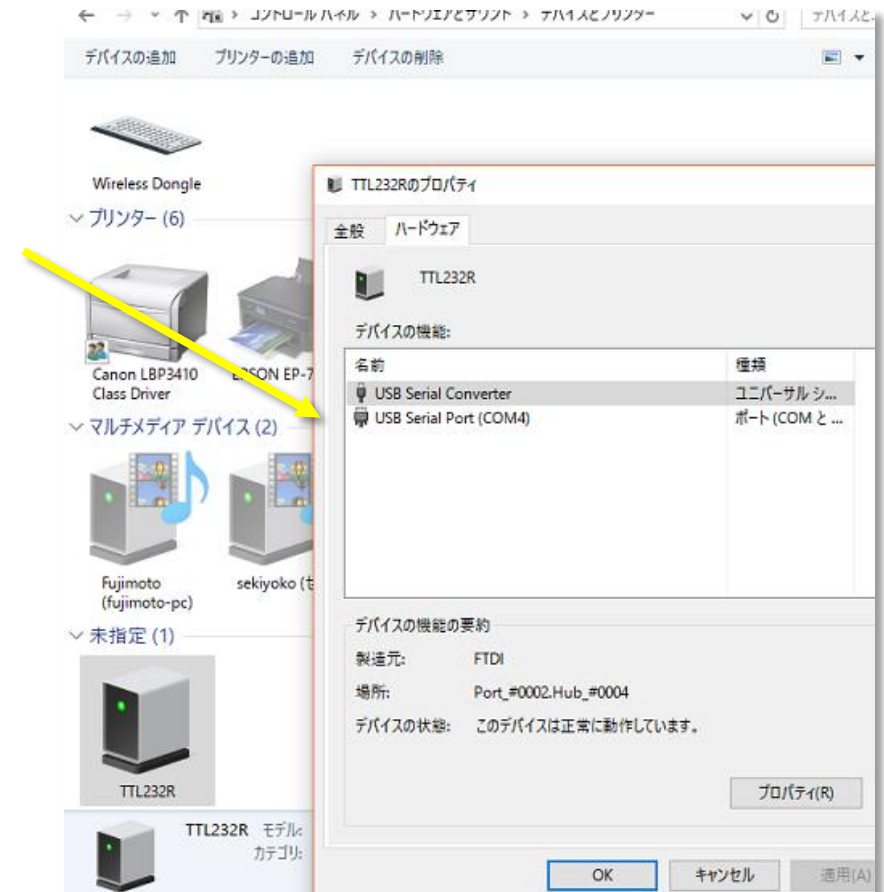 コントロール パネル > ハードウェアとサウンド > デバイスとプリンター
デバイスの追加 プリンターの追加 デバイスの削除
Wireless Dongle
プリンター (6)
Canon LBP3410
Class Driver
EPSON EP-7
マルチメディア デバイス (2)
Fujimoto
(fujimoto-pc)
sekiyoko (セ
未指定 (1)
TTL232R
TTL232R モデル:
カテゴリ:
TTL232Rのプロパティ
全般 ハードウェア
TTL232R
デバイスの機能:
名前 種類
USB Serial Converter ユニバーサル シ...
USB Serial Port (COM4) ポート (COM と ...
デバイスの機能の要約
製造元: FTDI
場所: Port_#0002.Hub_#0004
デバイスの状態: このデバイスは正常に動作しています。
プロパティ(R)
OK キャンセル 適用(A)